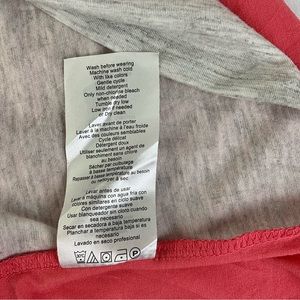 Wash before wearing
Machine wash cold
With like colors
Gentle cycle
Mild detergent
Only non-chlorine bleach
when needed
Tumble dry low
Low iron if needed
or Dry clean
Laver avant de porter
Laver à la machine à l'eau froide
Avec des couleurs semblables
Cycle délicat
Détergent doux
Utiliser seulement un agent de
blanchiment sans chlore
au besoin
Sécher par culbutage
à basse température
à basse température
au besoin
Lavar antes de usar
Lavar a máquina con agua fría con
colores similares en ciclo
Con detergente suave
Usar blanqueador sin cloro cuando
sea necesario
Secar en secadora a baja temperatura
Planchar a baja temperatura
si es necesario
Lavado en seco profesional